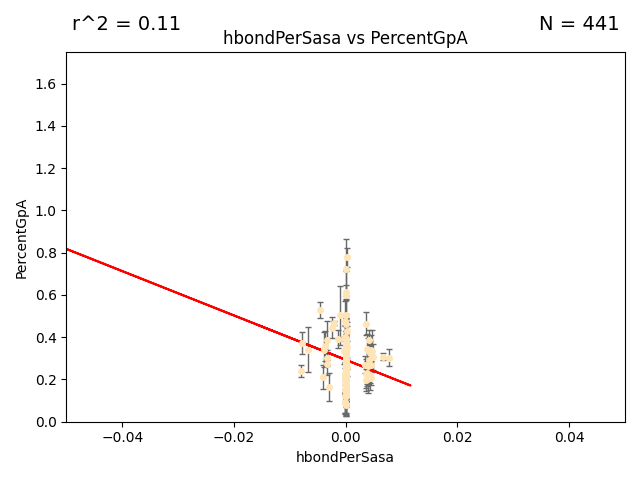 r^2 = 0.11
N = 441
hbondPerSasa vs PercentGpA
PercentGpA
1.6
1.4
1.2
1.0
0.8
0.6
0.4
0.2
0.0
−0.04
−0.02
0.00
0.02
0.04
hbondPerSasa